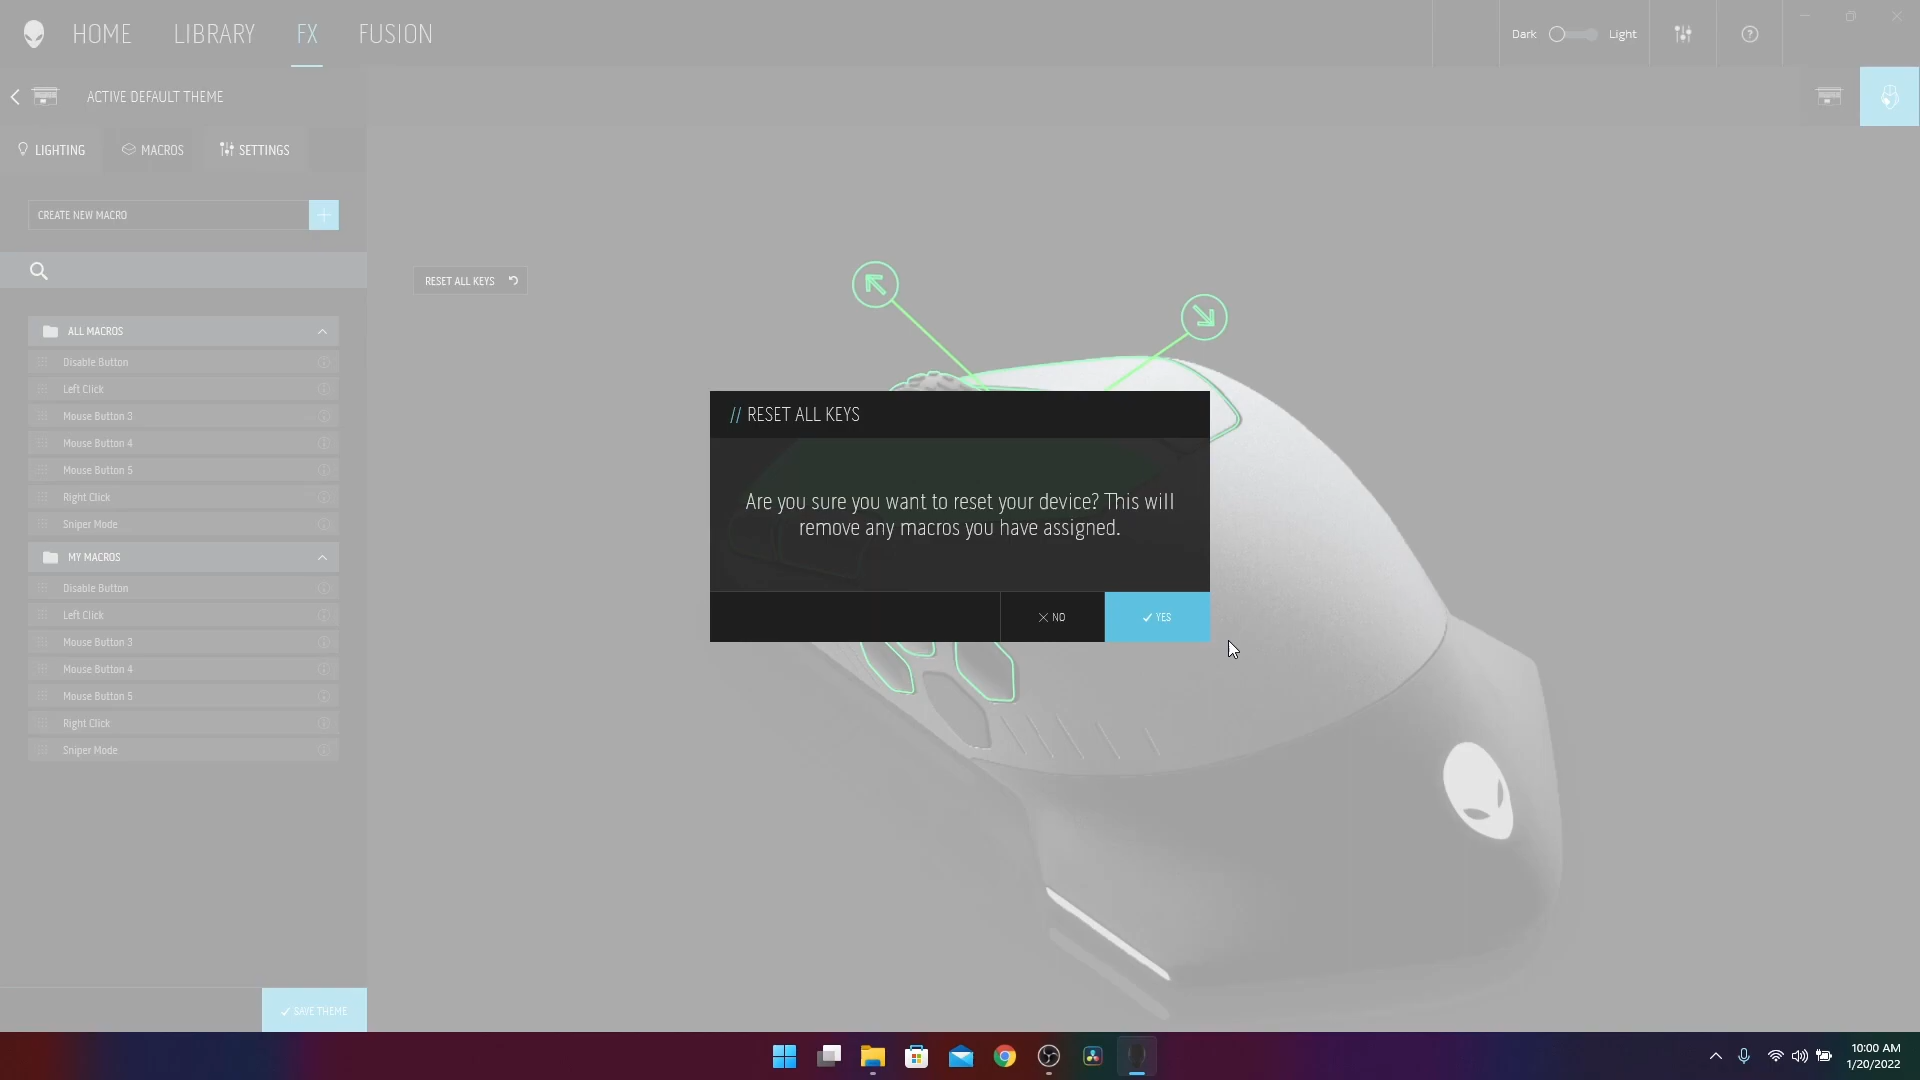 HOME
LIBRARY
FX
FUSION
Dark
Light
ACTIVE DEFAULT THEME
LIGHTING
MACROS
SETTINGS
CREATE NEW MACRO
RESET ALL KEYS
ALL MACROS
Disable Button
Left Click
Mouse Button 3
Mouse Button 4
Mouse Button 5
Right Click
Sniper Mode
MY MACROS
Disable Button
Left Click
Mouse Button 3
Mouse Button 4
Mouse Button 5
Right Click
Sniper Mode
SAVE THEME
// RESET ALL KEYS
Are you sure you want to reset your device? This will
remove any macros you have assigned.
NO
YES
10:00 AM
1/20/2022